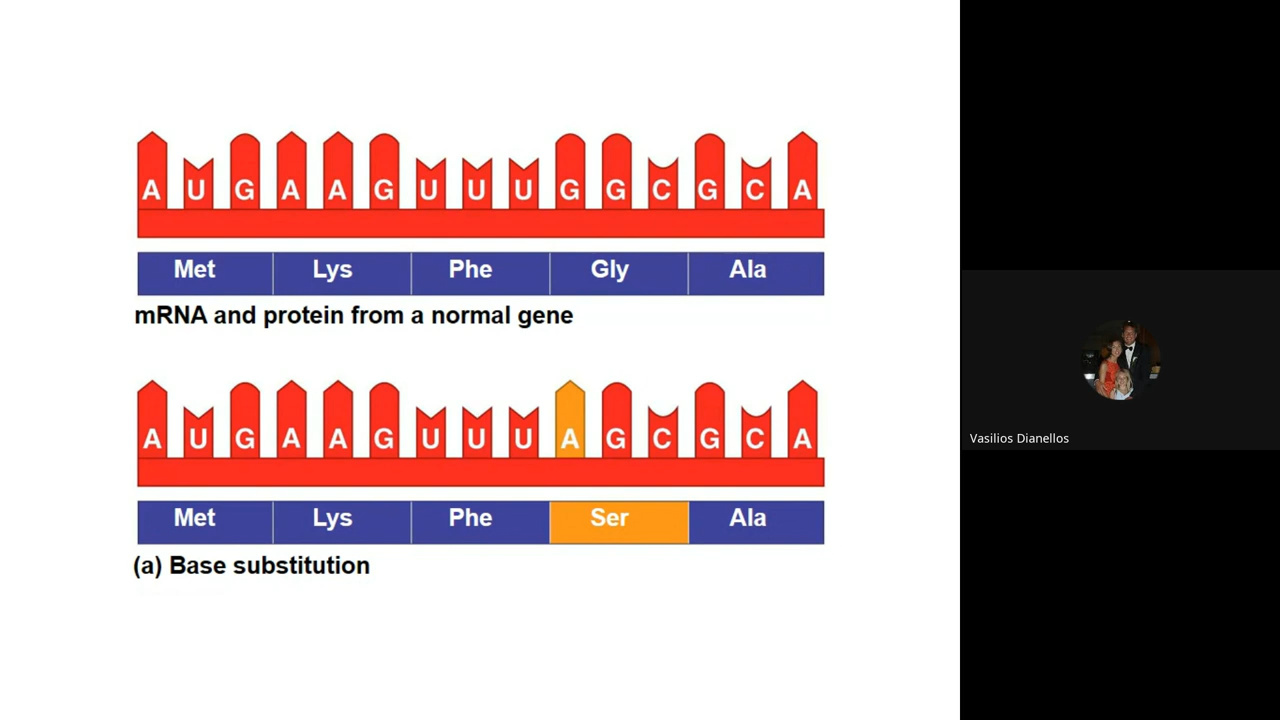 A U G A A G U U U G G C G C A
Met Lys Phe Gly Ala
mRNA and protein from a normal gene
A U G A A G U U U A G C G C A
Met Lys Phe Ser Ala
(a) Base substitution
Vasilios Dianellos